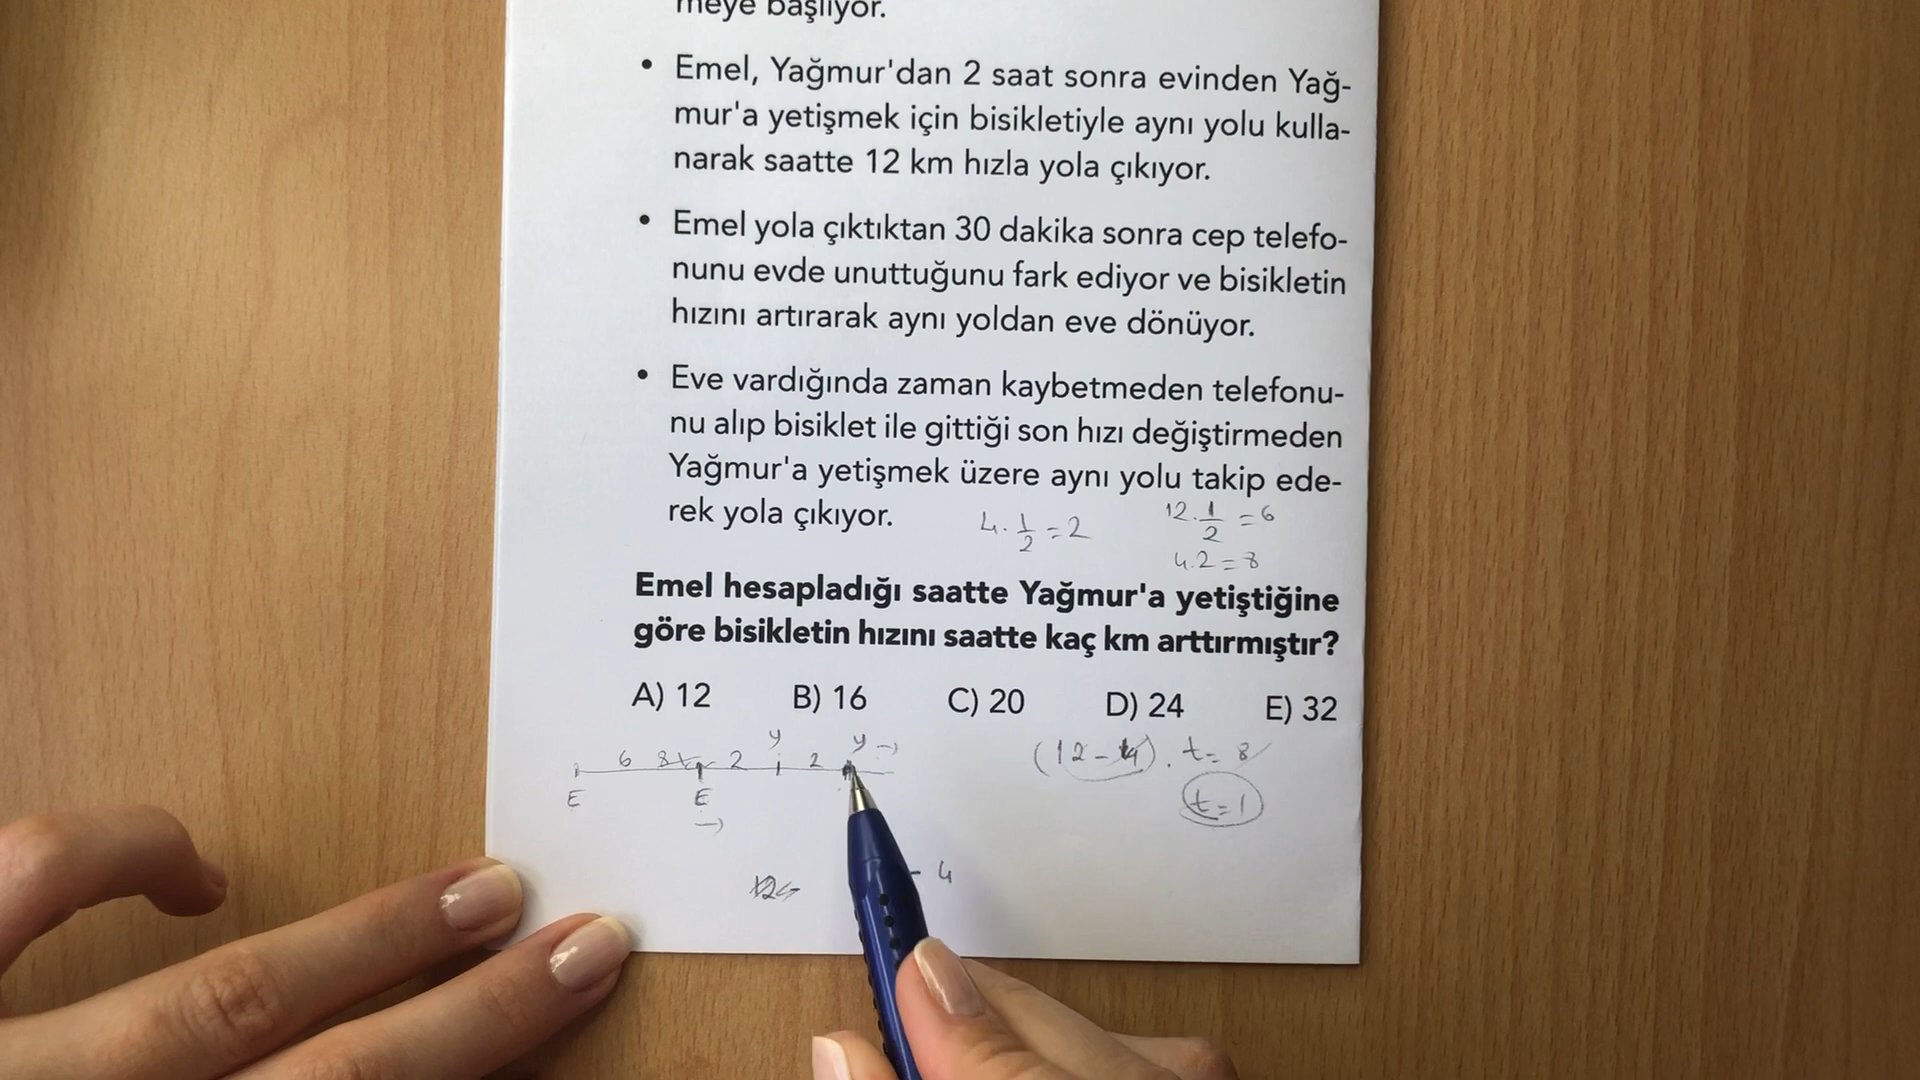 meye başlıyor.
• Emel, Yağmur'dan 2 saat sonra evinden Yağ-
mur'a yetişmek için bisikletiyle aynı yolu kulla-
narak saatte 12 km hızla yola çıkıyor.
• Emel yola çıktıktan 30 dakika sonra cep telefo-
nunu evde unuttuğunu fark ediyor ve bisikletin
hızını artırarak aynı yoldan eve dönüyor.
• Eve vardığında zaman kaybetmeden telefonu-
nu alıp bisiklet ile gittiği son hızı değiştirmeden
Yağmur'a yetişmek üzere aynı yolu takip ede-
rek yola çıkıyor.
4 . 1/2 = 2
12 . 1/2 = 6
4.2 = 8
Emel hesapladığı saatte Yağmur'a yetiştiğine
göre bisikletin hızını saatte kaç km arttırmıştır?
A) 12 B) 16 C) 20 D) 24 E) 32
y y
6 8 2 2
E E
(12 - 4) . t = 8
t = 1
- 4